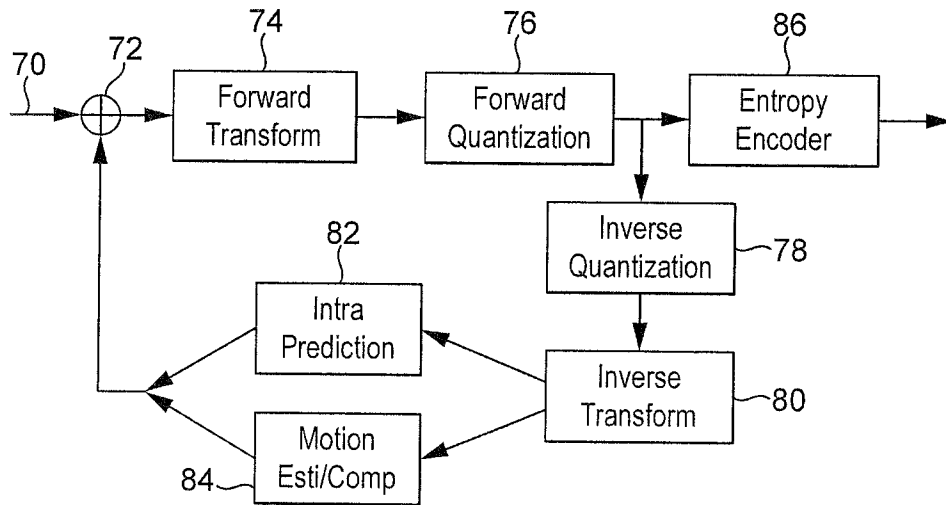 70
72
74
76
86
Forward
Transform
Forward
Quantization
Entropy
Encoder
82
Inverse
Quantization
78
Intra
Prediction
Inverse
Transform
80
Motion
Esti/Comp
84